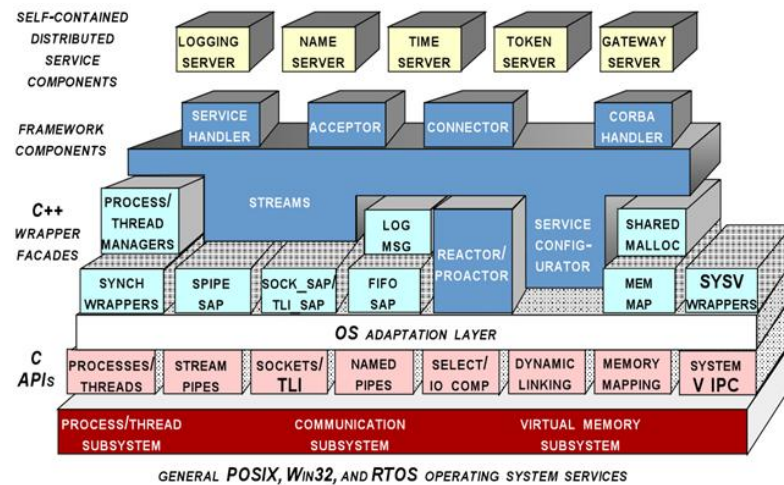 SELF-CONTAINED
DISTRIBUTED
SERVICE
COMPONENTS
LOGGING
SERVER
NAME
SERVER
TIME
SERVER
TOKEN
SERVER
GATEWAY
SERVER
FRAMEWORK
COMPONENTS
SERVICE
HANDLER
ACCEPTOR
CONNECTOR
CORBA
HANDLER
STREAMS
C++
WRAPPER
FACADES
PROCESS/
THREAD
MANAGERS
LOG
MSG
REACTOR/
PROACTOR
SERVICE
CONFIG-
URATOR
SHARED
MALLOC
SYNCH
WRAPPERS
SPIPE
SAP
SOCK_SAP/
TLI_SAP
FIFO
SAP
MEM
MAP
SYSV
WRAPPERS
OS ADAPTATION LAYER
C
APIS
PROCESSES/
THREADS
STREAM
PIPES
SOCKETS/
TLI
NAMED
PIPES
SELECT/
IO COMP
DYNAMIC
LINKING
MEMORY
MAPPING
SYSTEM
V IPC
PROCESS/THREAD
SUBSYSTEM
COMMUNICATION
SUBSYSTEM
VIRTUAL MEMORY
SUBSYSTEM
GENERAL POSIX, WIN32, AND RTOS OPERATING SYSTEM SERVICES